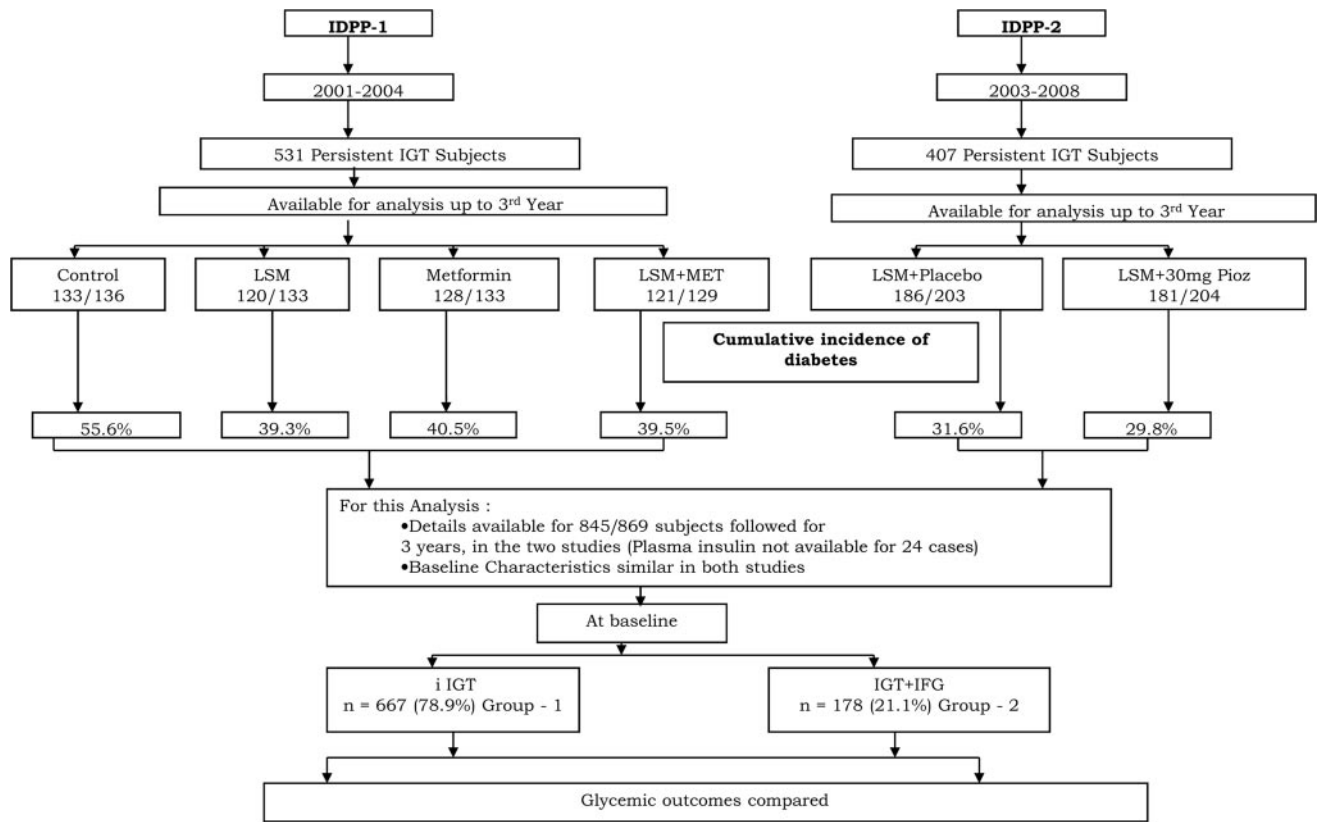 IDPP-1
2001-2004
531 Persistent IGT Subjects
Available for analysis up to 3rd Year
Control
133/136
LSM
120/133
Metformin
128/133
LSM+MET
121/129
IDPP-2
2003-2008
407 Persistent IGT Subjects
Available for analysis up to 3rd Year
LSM+Placebo
186/203
LSM+30mg Pioz
181/204
Cumulative incidence of
diabetes
55.6%
39.3%
40.5%
39.5%
31.6%
29.8%
For this Analysis :
•Details available for 845/869 subjects followed for
3 years, in the two studies (Plasma insulin not available for 24 cases)
•Baseline Characteristics similar in both studies
At baseline
i IGT
n = 667 (78.9%) Group - 1
IGT+IFG
n = 178 (21.1%) Group - 2
Glycemic outcomes compared